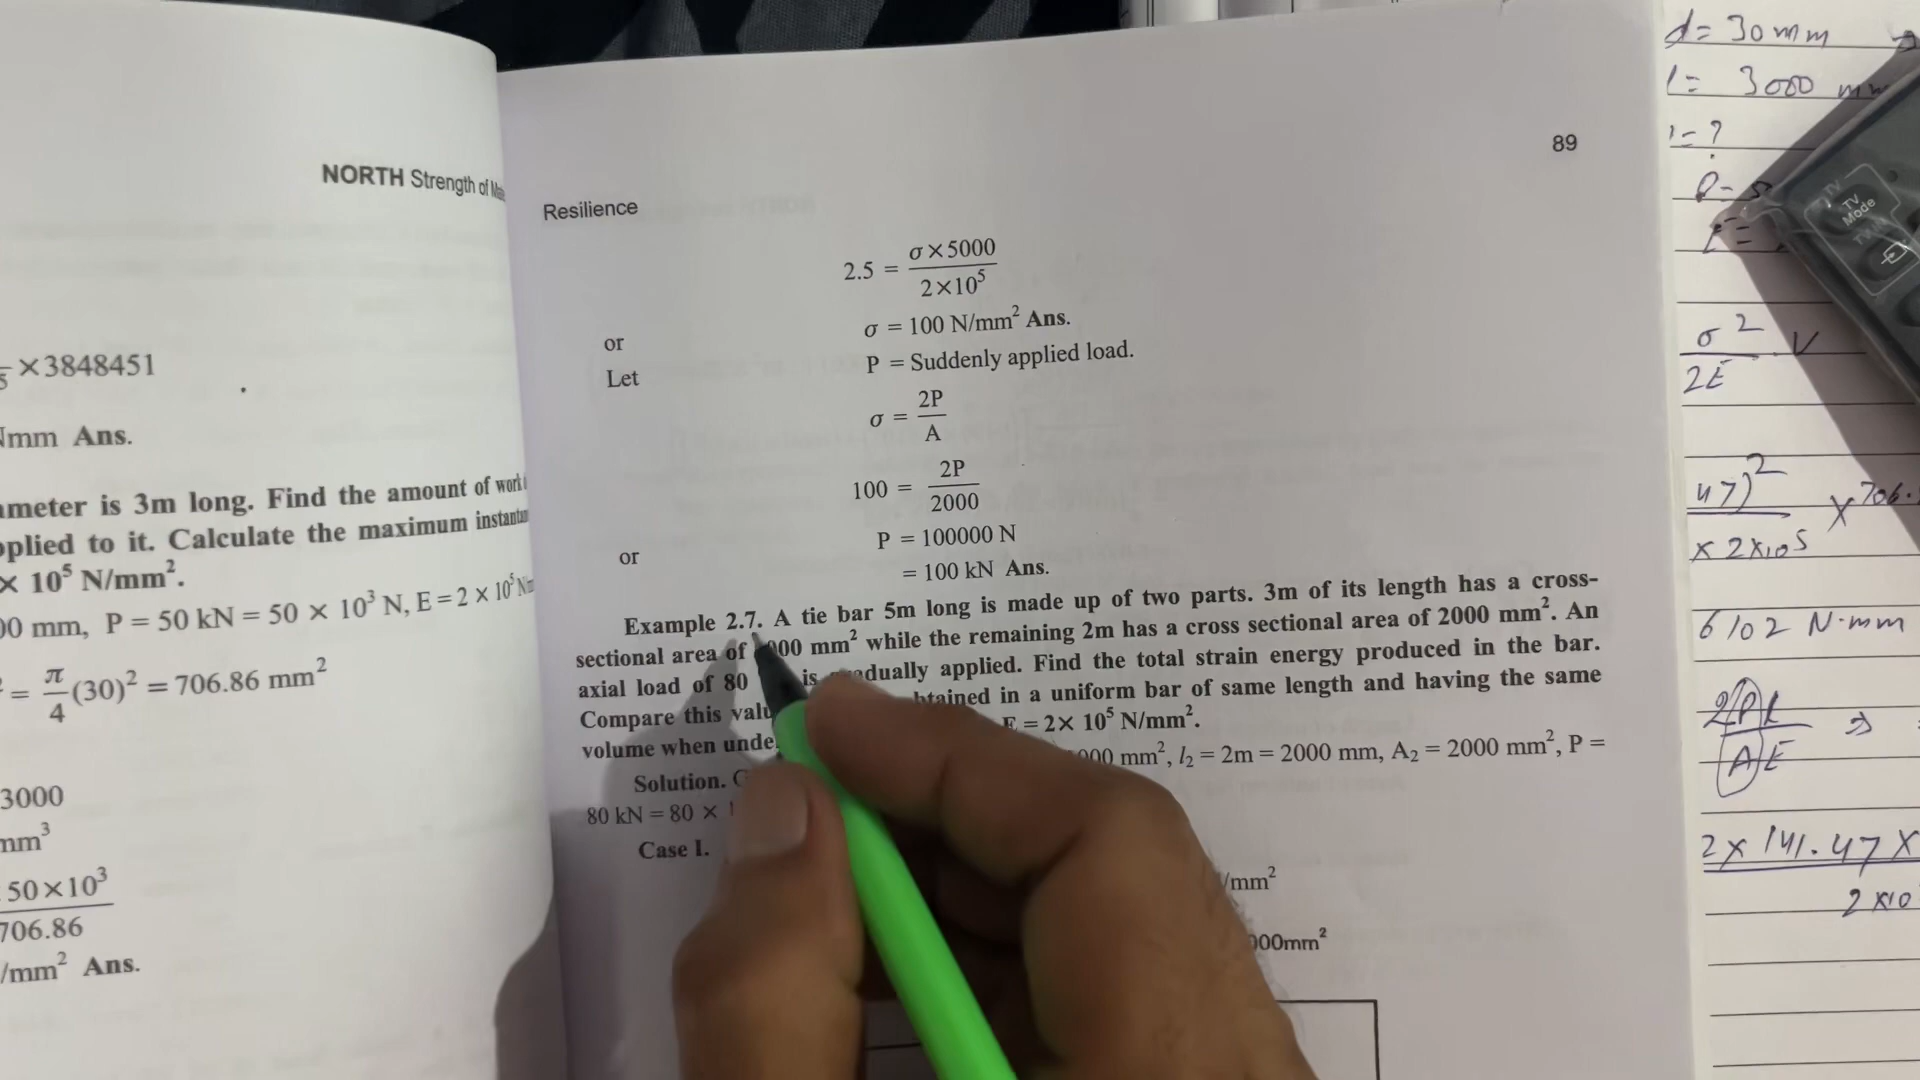 NORTH Strength of
×3848451
Nmm Ans.
ameter is 3m long. Find the amount of work
pplied to it. Calculate the maximum
× 10⁵ N/mm².
00 mm, P = 50 kN = 50 × 10³ N, E = 2 × 10⁵
= π/4 (30)² = 706.86 mm²
3000
mm³
50×10³
706.86
/mm² Ans.
89
Resilience
2.5 = σ×5000 / 2×10⁵
or σ = 100 N/mm² Ans.
Let P = Suddenly applied load.
σ = 2P / A
100 = 2P / 2000
or P = 100000 N
= 100 kN Ans.
Example 2.7. A tie bar 5m long is made up of two parts. 3m of its length has a cross-
sectional area of 000 mm² while the remaining 2m has a cross sectional area of 2000 mm². An
axial load of 80 is gradually applied. Find the total strain energy produced in the bar.
Compare this in a uniform bar of same length and having the same
volume when E = 2× 10⁵ N/mm².
Solution. 000 mm², l₂ = 2m = 2000 mm, A₂ = 2000 mm², P =
80 kN = 80 ×
Case I.
/mm²
000mm²
d = 30 mm
l = 3000 mm
= ?
TV
TV
Mode
σ² / 2E V
47)² / × 2×10⁵ × 706.
6102 N·mm
2PL / AE ⇒
2 × 141.47 ×
2 ×10